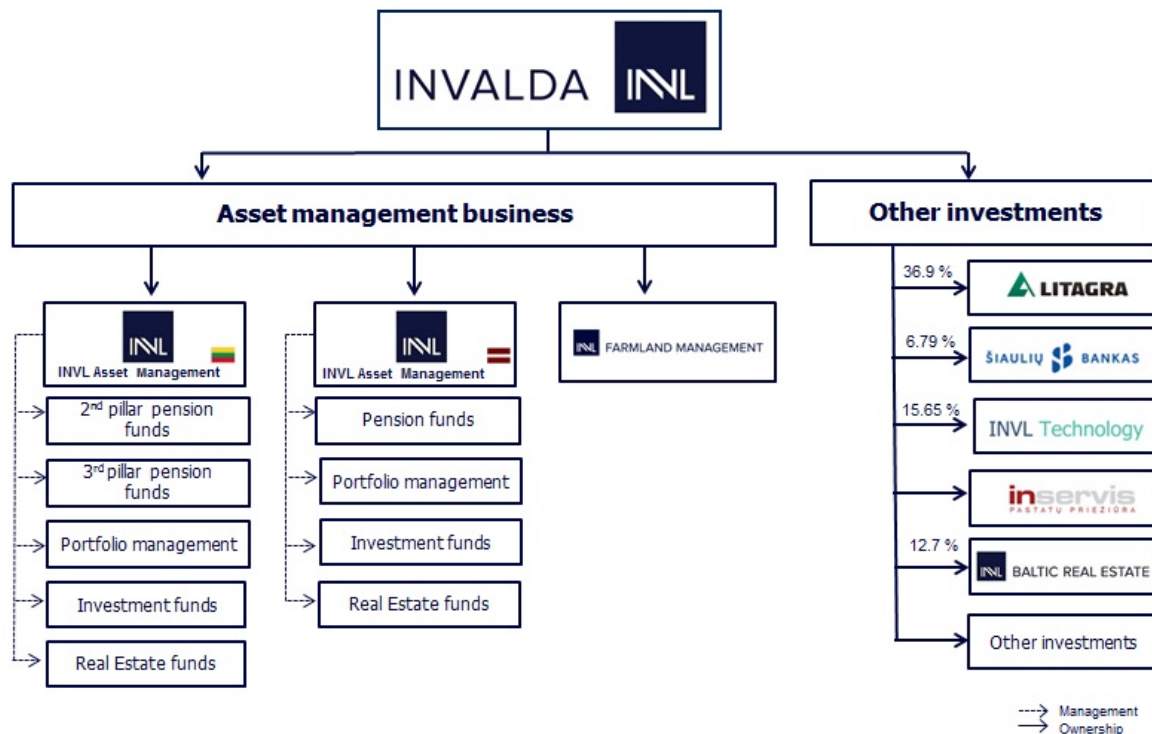 INVALDA INVL
Asset management business
Other investments
INVL
INVL Asset Management
2nd pillar pension
funds
3rd pillar pension
funds
Portfolio management
Investment funds
Real Estate funds
INVL
INVL Asset Management
Pension funds
Portfolio management
Investment funds
Real Estate funds
INVL FARMLAND MANAGEMENT
36.9 %
LITAGRA
6.79 %
ŠIAULIŲ BANKAS
15.65 %
INVL Technology
inservis
PASTATŲ PRIEŽIŪRA
12.7 %
INVL BALTIC REAL ESTATE
Other investments
Management
Ownership